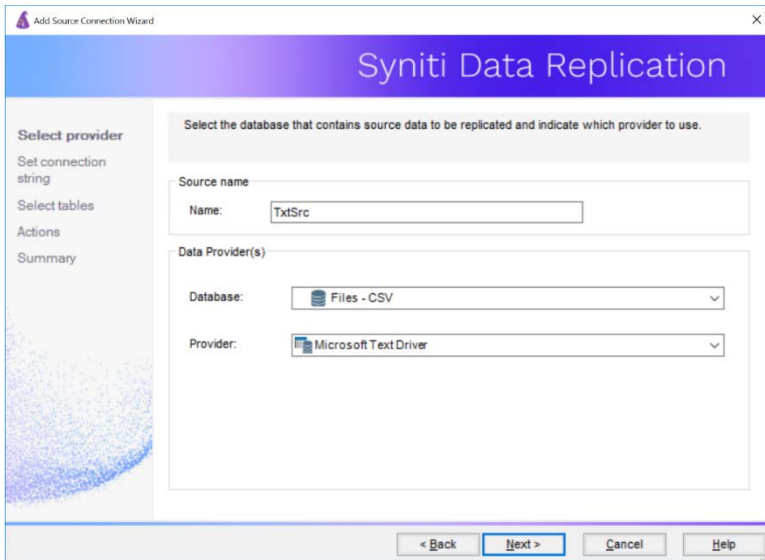 Add Source Connection Wizard
Syniti Data Replication
Select provider
Set connection
string
Select tables
Actions
Summary
Select the database that contains source data to be replicated and indicate which provider to use.
Source name
Name: TxtSrc
Data Provider(s)
Database: Files - CSV
Provider: Microsoft Text Driver
< Back Next > Cancel Help